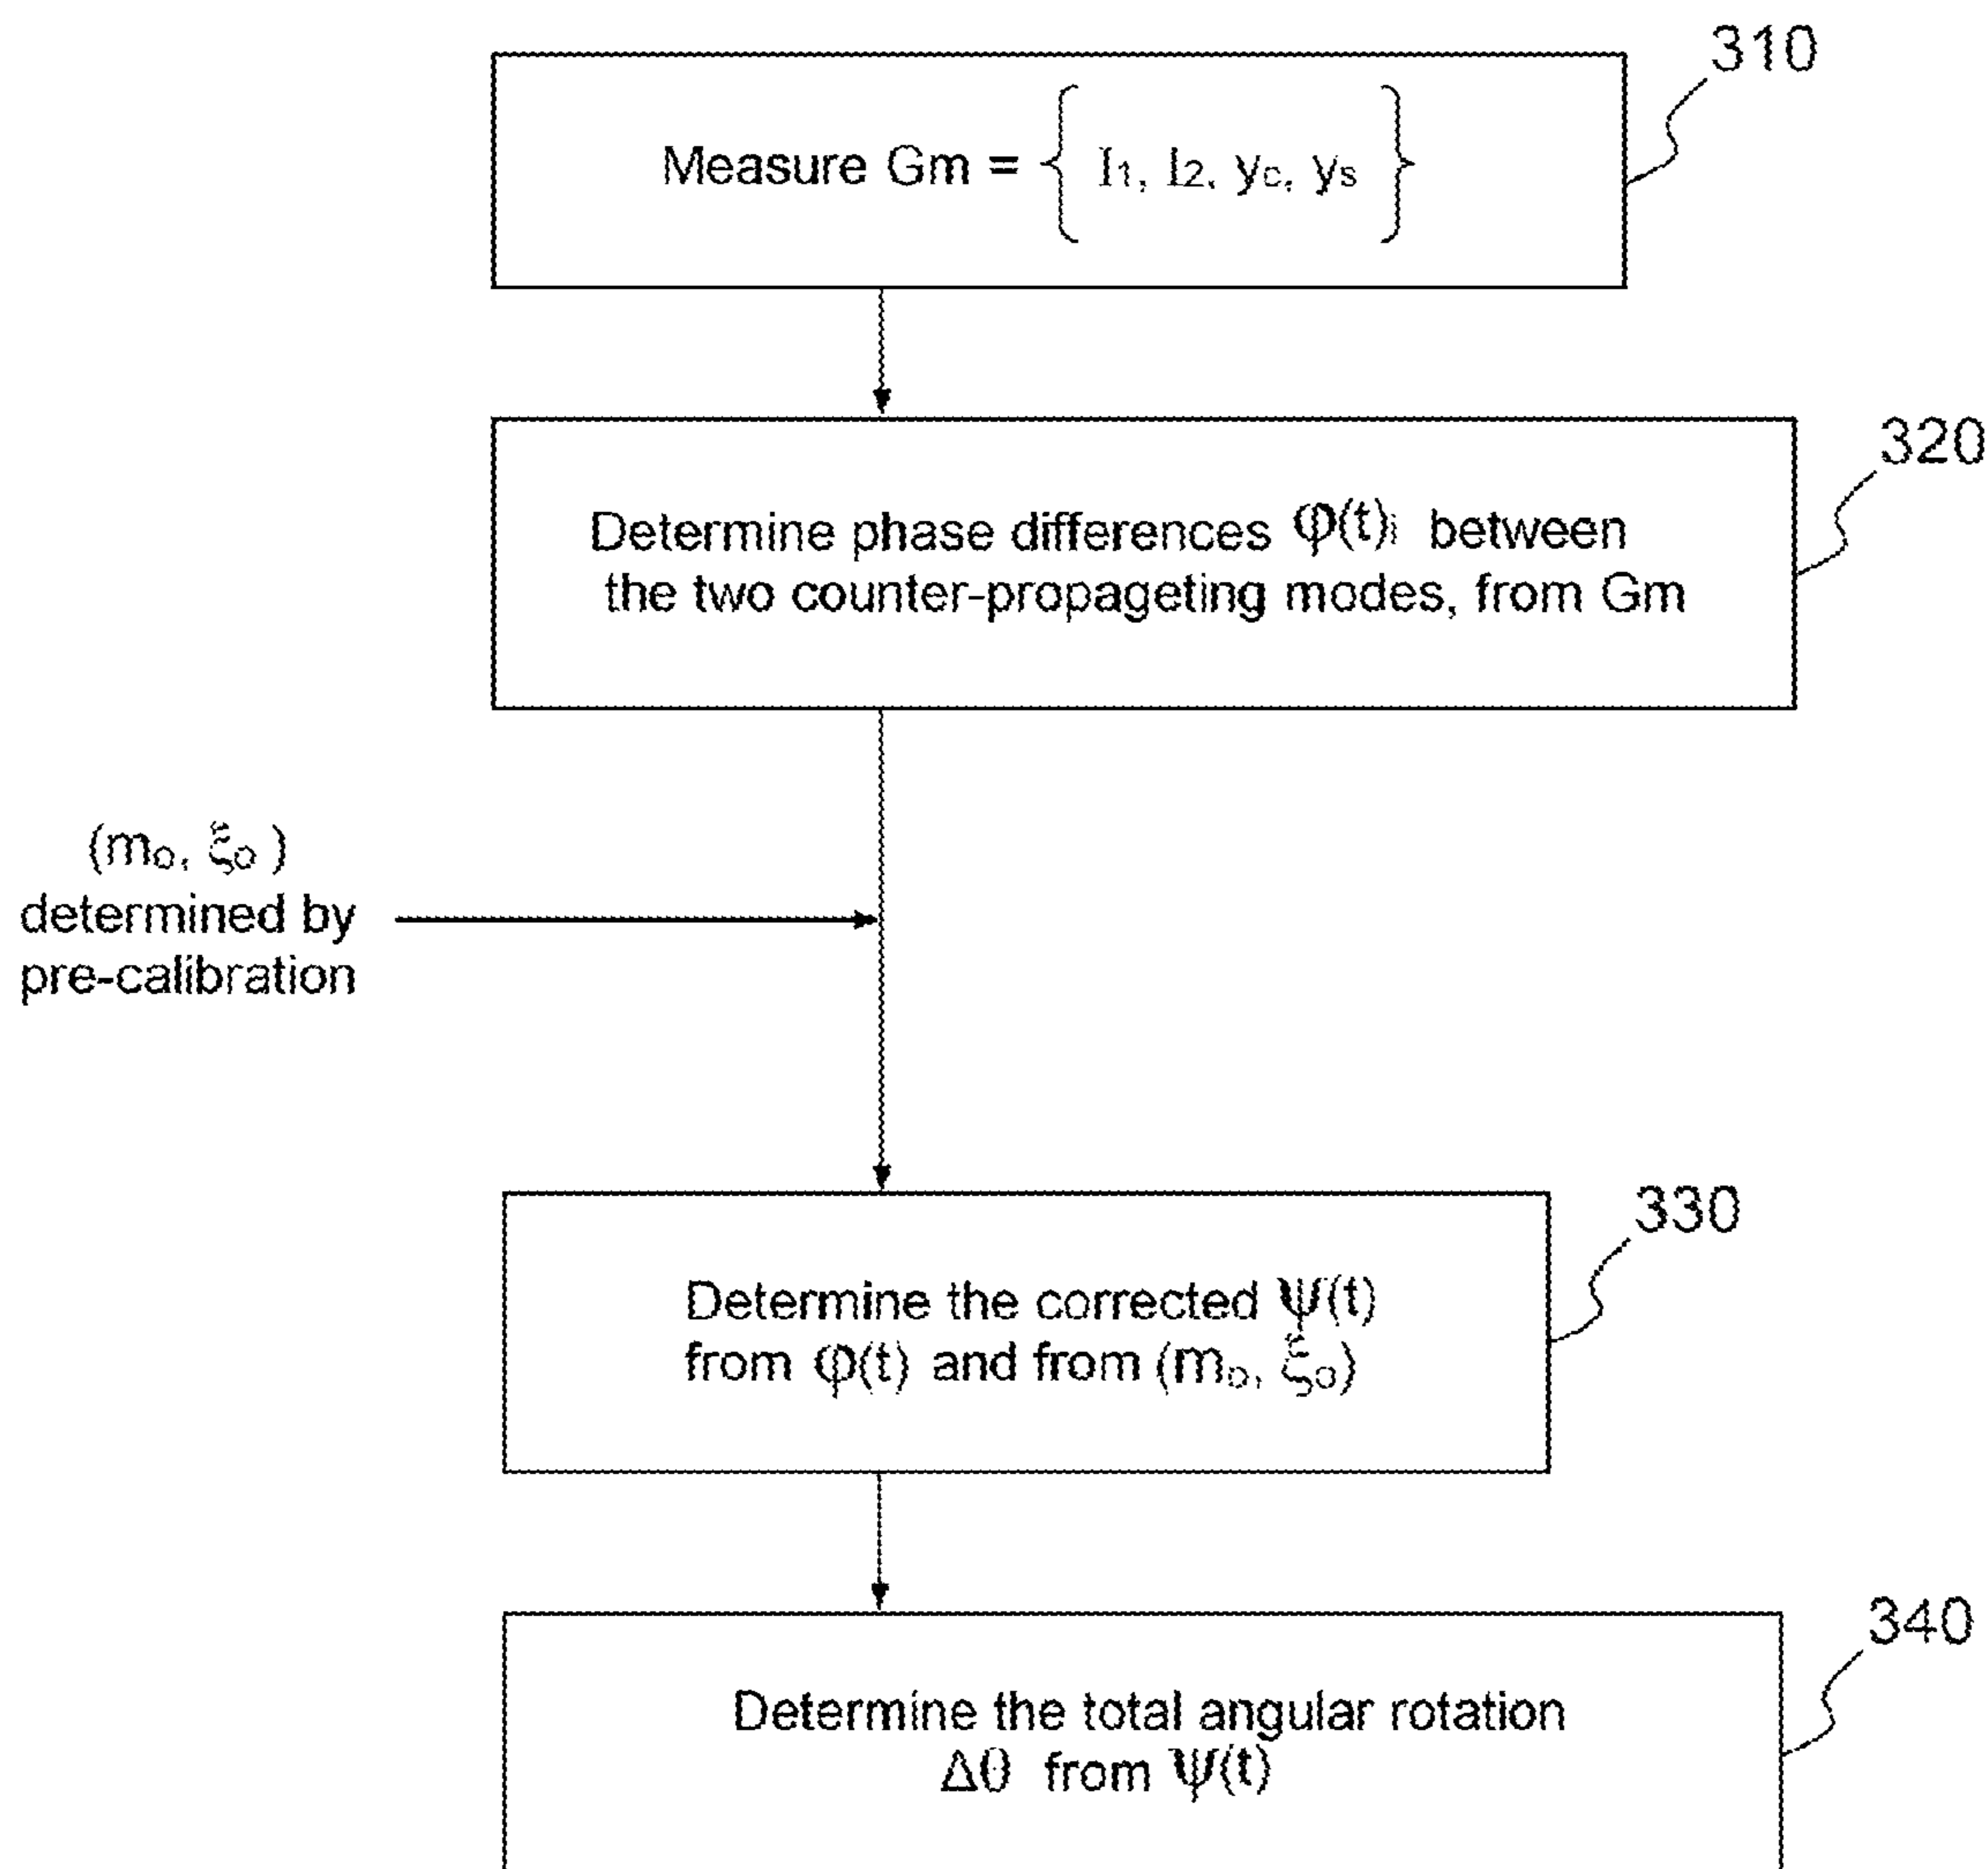 310
Measure Gm = { I₁, I₂, y_c, y_s }
320
Determine phase differences φ(t)ᵢ between
the two counter-propageting modes, from Gm
(m₀, ξ₀)
determined by
pre-calibration
330
Determine the corrected Ψ(t)
from φ(t) and from (m₀, ξ₀)
340
Determine the total angular rotation
Δθ from Ψ(t)